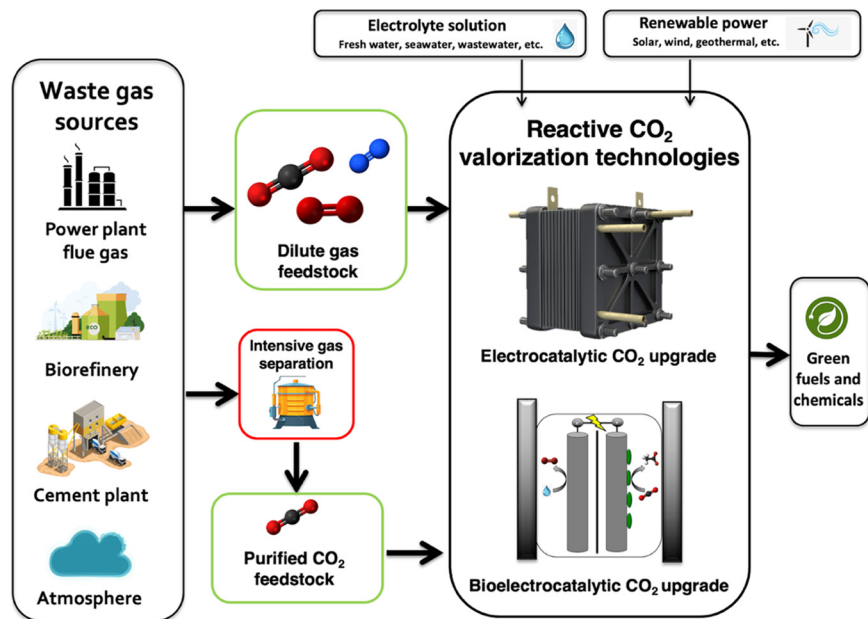 Electrolyte solution
Fresh water, seawater, wastewater, etc.
Renewable power
Solar, wind, geothermal, etc.
Waste gas
sources
Power plant
flue gas
Biorefinery
eco
Cement plant
Atmosphere
Dilute gas
feedstock
Intensive gas
separation
Purified CO₂
feedstock
Reactive CO₂
valorization technologies
Electrocatalytic CO₂ upgrade
Bioelectrocatalytic CO₂ upgrade
Green
fuels and
chemicals